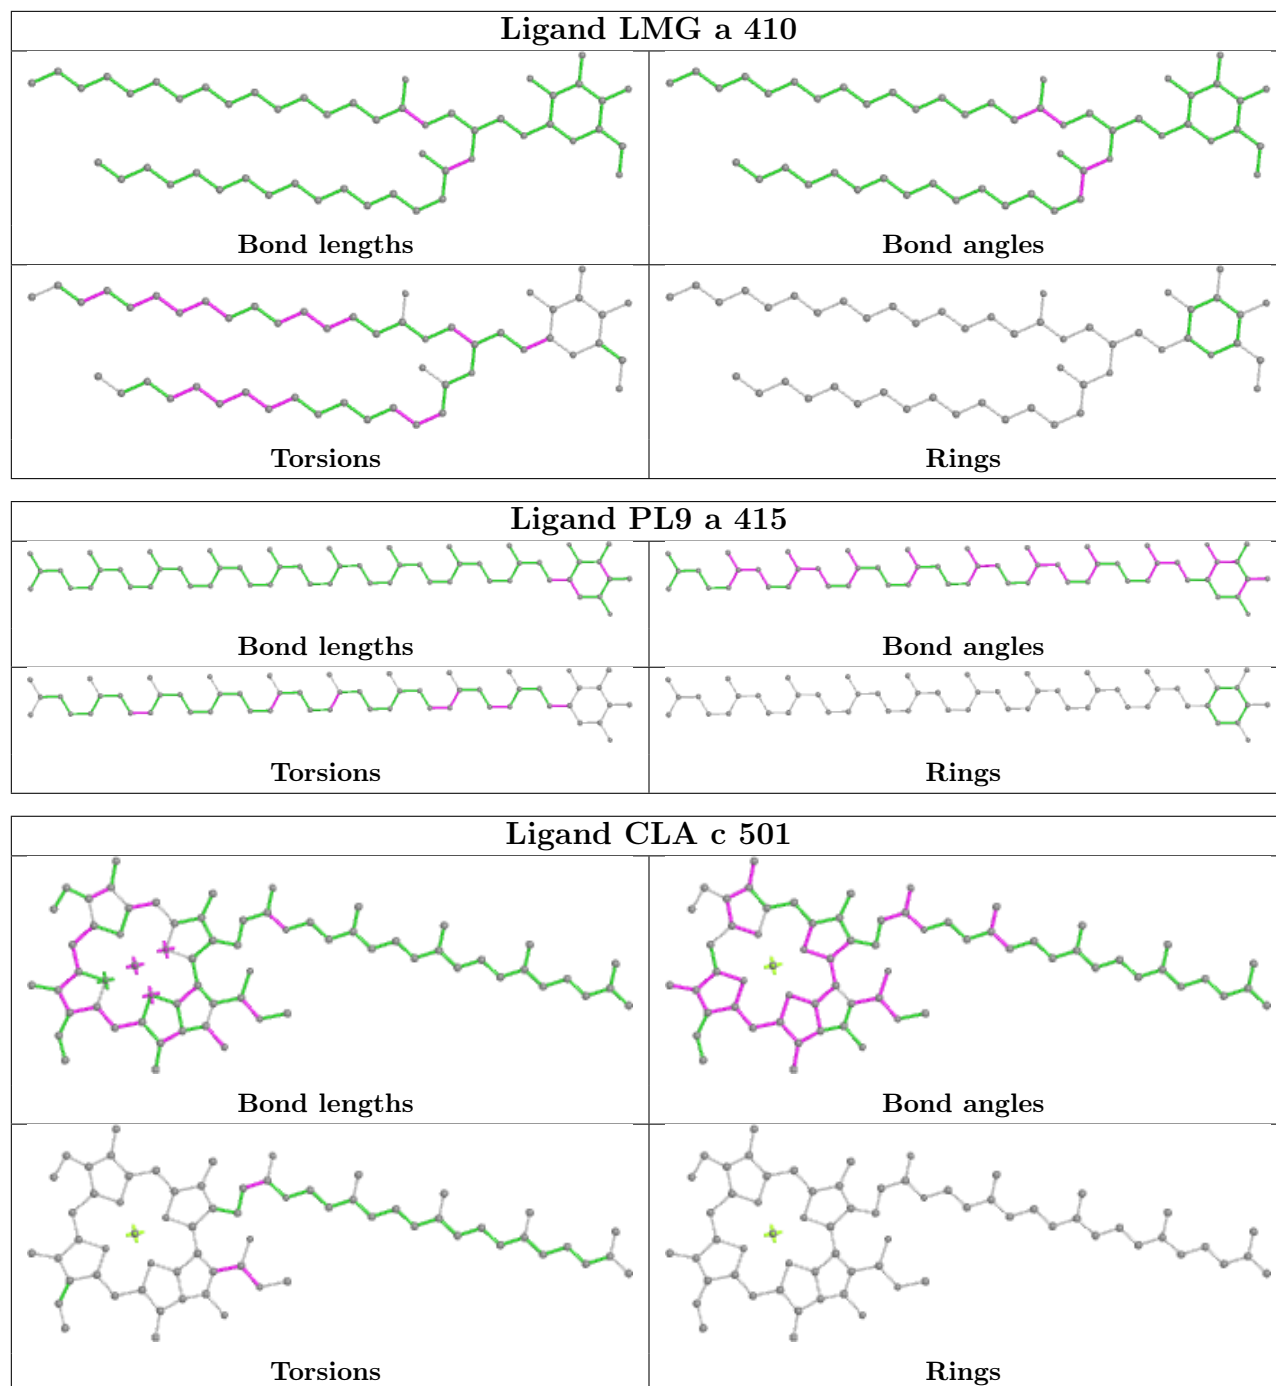 Ligand LMG a 410
Bond lengths
Bond angles
Torsions
Rings
Ligand PL9 a 415
Bond lengths
Bond angles
Torsions
Rings
Ligand CLA c 501
Bond lengths
Bond angles
Torsions
Rings